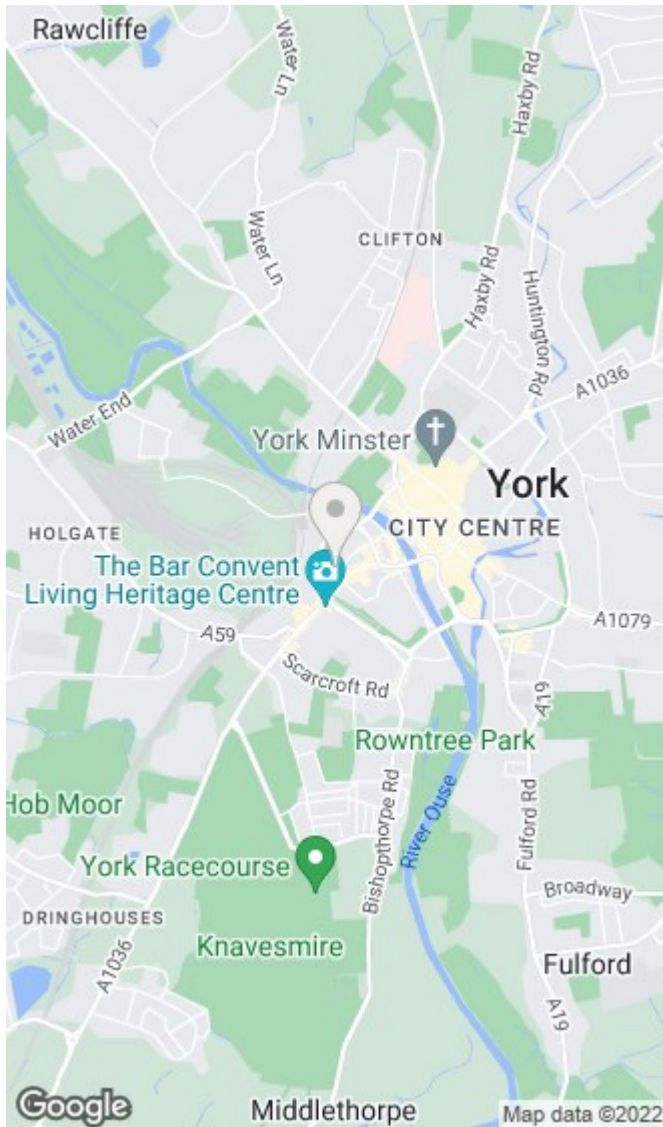 Rawcliffe
Water Ln
Haxby Rd
Water Ln
CLIFTON
Haxby Rd
Huntington Rd
A1036
Water End
York Minster
York
CITY CENTRE
HOLGATE
The Bar Convent
Living Heritage Centre
A59
A1079
Scarcroft Rd
A19
Rowntree Park
Hob Moor
Bishopthorpe Rd
River Ouse
Fulford Rd
York Racecourse
Broadway
DRINGHOUSES
Knavesmire
A1036
Fulford
A19
Google
Middlethorpe
Map data ©2022